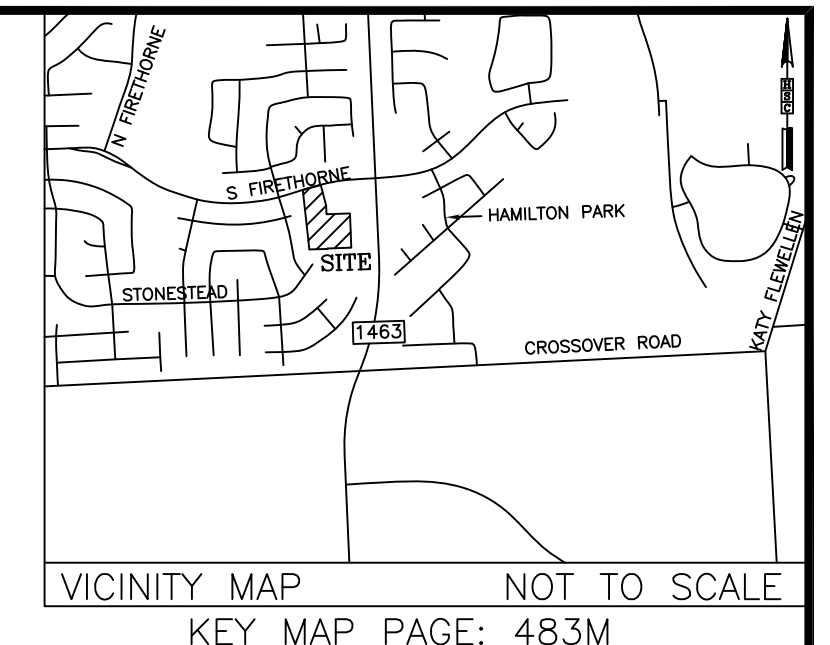 N FIRETHORNE
H
S
C
S FIRETHORNE
HAMILTON PARK
SITE
STONESTEAD
1463
CROSSOVER ROAD
KATY FLEWELLEN
VICINITY MAP NOT TO SCALE
KEY MAP PAGE: 483M